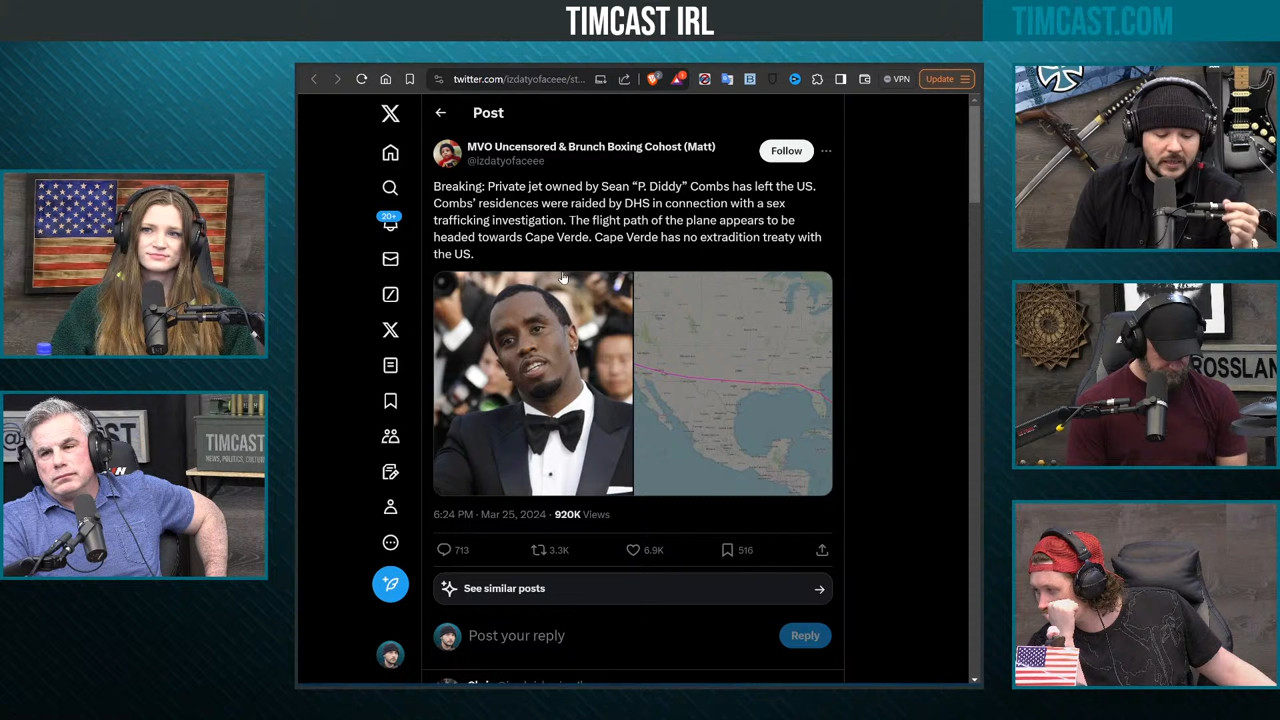 TIMCAST IRL
TIMCAST.COM
twitter.com/izdatyofaceee/st...
VPN
Update
Post
MVO Uncensored & Brunch Boxing Cohost (Matt)
@izdatyofaceee
Follow
Breaking: Private jet owned by Sean “P. Diddy” Combs has left the US.
Combs’ residences were raided by DHS in connection with a sex
trafficking investigation. The flight path of the plane appears to be
headed towards Cape Verde. Cape Verde has no extradition treaty with
the US.
20+
6:24 PM · Mar 25, 2024 · 920K Views
713
3.3K
6.9K
516
See similar posts
Post your reply
Reply
TIMCAST
NEWS, POLITICS, CULTURE
ROSSLAN